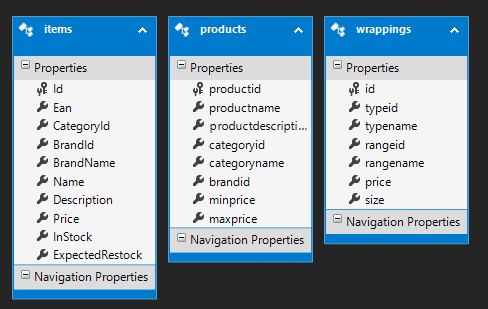 items
Properties
Id
Ean
CategoryId
BrandId
BrandName
Name
Description
Price
InStock
ExpectedRestock
Navigation Properties
products
Properties
productid
productname
productdescripti...
categoryid
categoryname
brandid
minprice
maxprice
Navigation Properties
wrappings
Properties
id
typeid
typename
rangeid
rangename
price
size
Navigation Properties